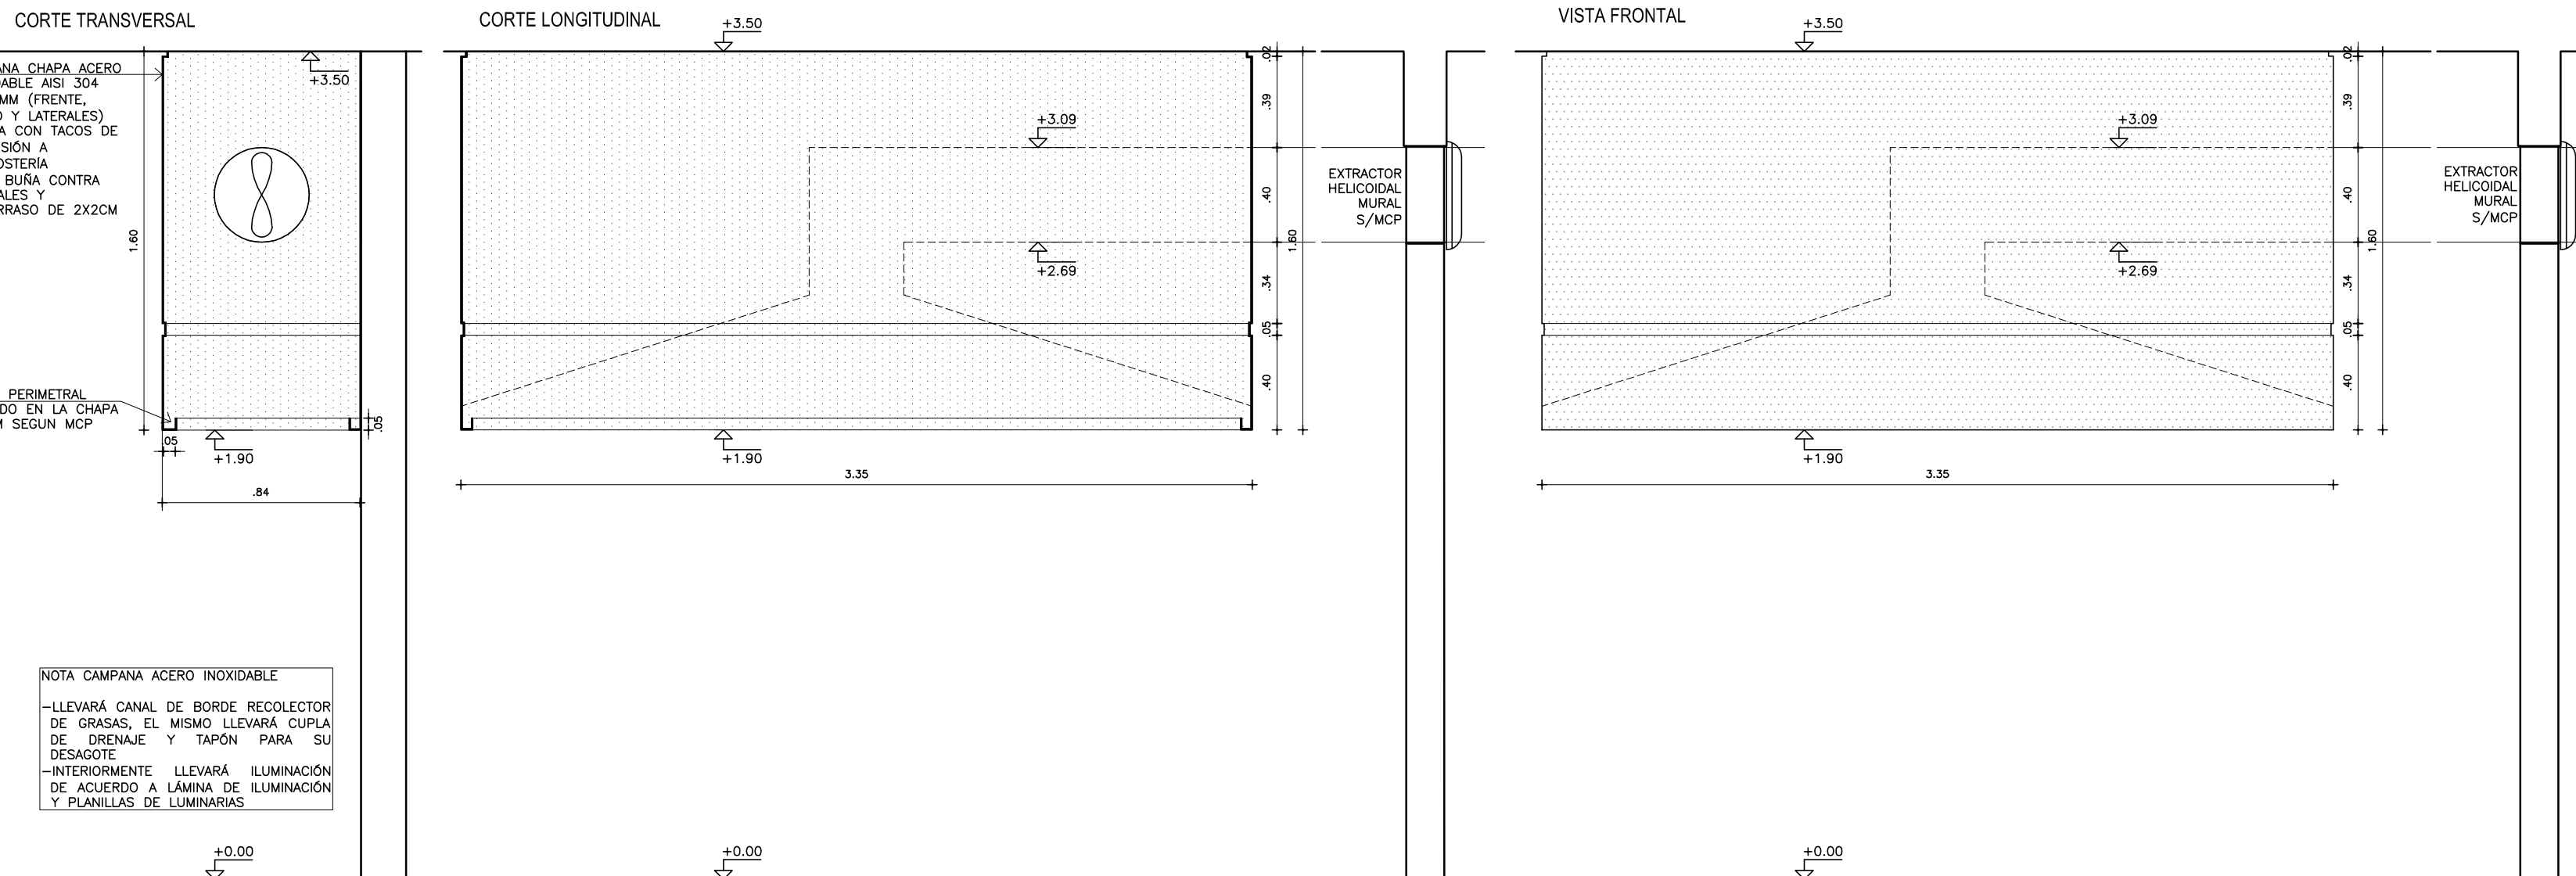 CORTE TRANSVERSAL
+3.50
ANA CHAPA ACERO
DABLE AISI 304
MM (FRENTE,
O Y LATERALES)
A CON TACOS DE
SIÓN A
OSTERÍA
BUÑA CONTRA
ALES Y
RRASO DE 2X2CM
1.60
PERIMETRAL
DO EN LA CHAPA
M SEGUN MCP
.05
.05
+1.90
.84
NOTA CAMPANA ACERO INOXIDABLE
-LLEVARÁ CANAL DE BORDE RECOLECTOR
DE GRASAS, EL MISMO LLEVARÁ CUPLA
DE DRENAJE Y TAPÓN PARA SU
DESAGOTE
-INTERIORMENTE LLEVARÁ ILUMINACIÓN
DE ACUERDO A LÁMINA DE ILUMINACIÓN
Y PLANILLAS DE LUMINARIAS
+0.00
CORTE LONGITUDINAL
+3.50
+3.09
+2.69
.02
.39
.40
.34
.05
.40
1.60
EXTRACTOR
HELICOIDAL
MURAL
S/MCP
+1.90
3.35
+0.00
VISTA FRONTAL
+3.50
+3.09
+2.69
.02
.39
.40
.34
.05
.40
1.60
EXTRACTOR
HELICOIDAL
MURAL
S/MCP
+1.90
3.35
+0.00